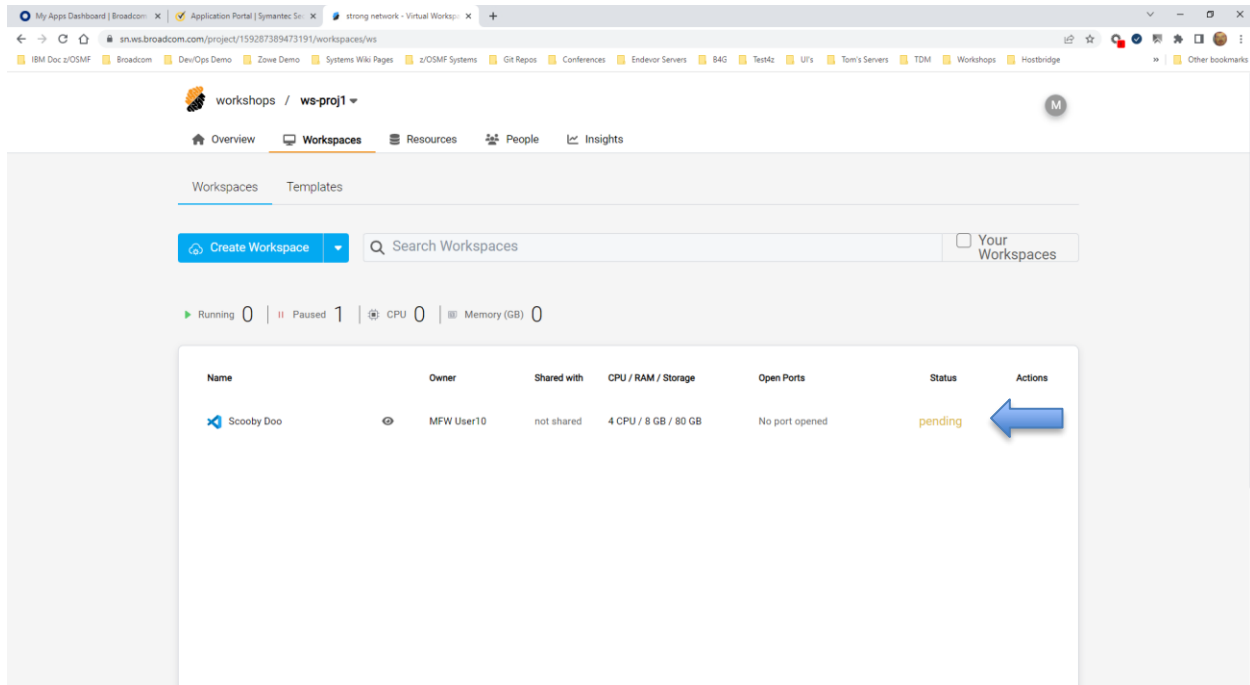 My Apps Dashboard | Broadcom
Application Portal | Symantec Sec
strong network - Virtual Workspa
sn.ws.broadcom.com/project/159287389473191/workspaces/ws
IBM Doc z/OSMF Broadcom Dev/Ops Demo Zowe Demo Systems Wiki Pages z/OSMF Systems Git Repos Conferences Endevor Servers B4G Test4z UI's Tom's Servers TDM Workshops Hostbridge » Other bookmarks
workshops / ws-proj1
M
Overview Workspaces Resources People Insights
Workspaces Templates
Create Workspace
Search Workspaces
Your
Workspaces
Running 0 | Paused 1 | CPU 0 | Memory (GB) 0
Name Owner Shared with CPU / RAM / Storage Open Ports Status Actions
Scooby Doo MFW User10 not shared 4 CPU / 8 GB / 80 GB No port opened pending